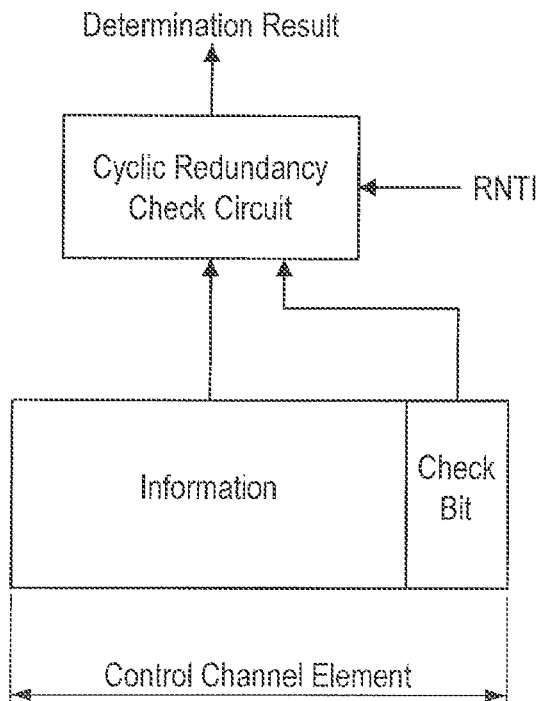 Determination Result
Cyclic Redundancy
Check Circuit
RNTI
Information
Check
Bit
Control Channel Element